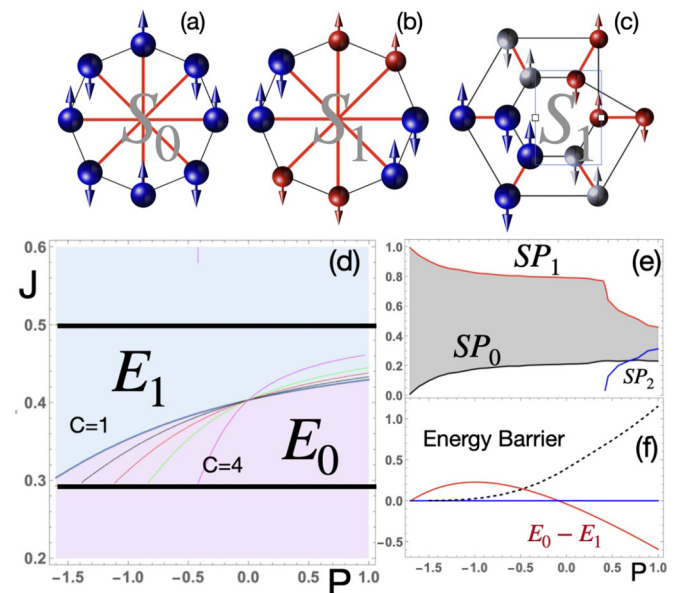 (a)
(b)
(c)
S₀
S₁
S₁
(d)
J
0.6
0.5
0.4
0.3
0.2
E₁
E₀
C=1
C=4
-1.5
-1.0
-0.5
0.0
P
0.5
1.0
(e)
1.0
0.8
0.6
0.4
0.2
0.0
SP₁
SP₀
SP₂
(f)
1.0
0.5
0.0
-0.5
Energy Barrier
E₀ − E₁
-1.5
-1.0
-0.5
0.0
0.5
P
1.0